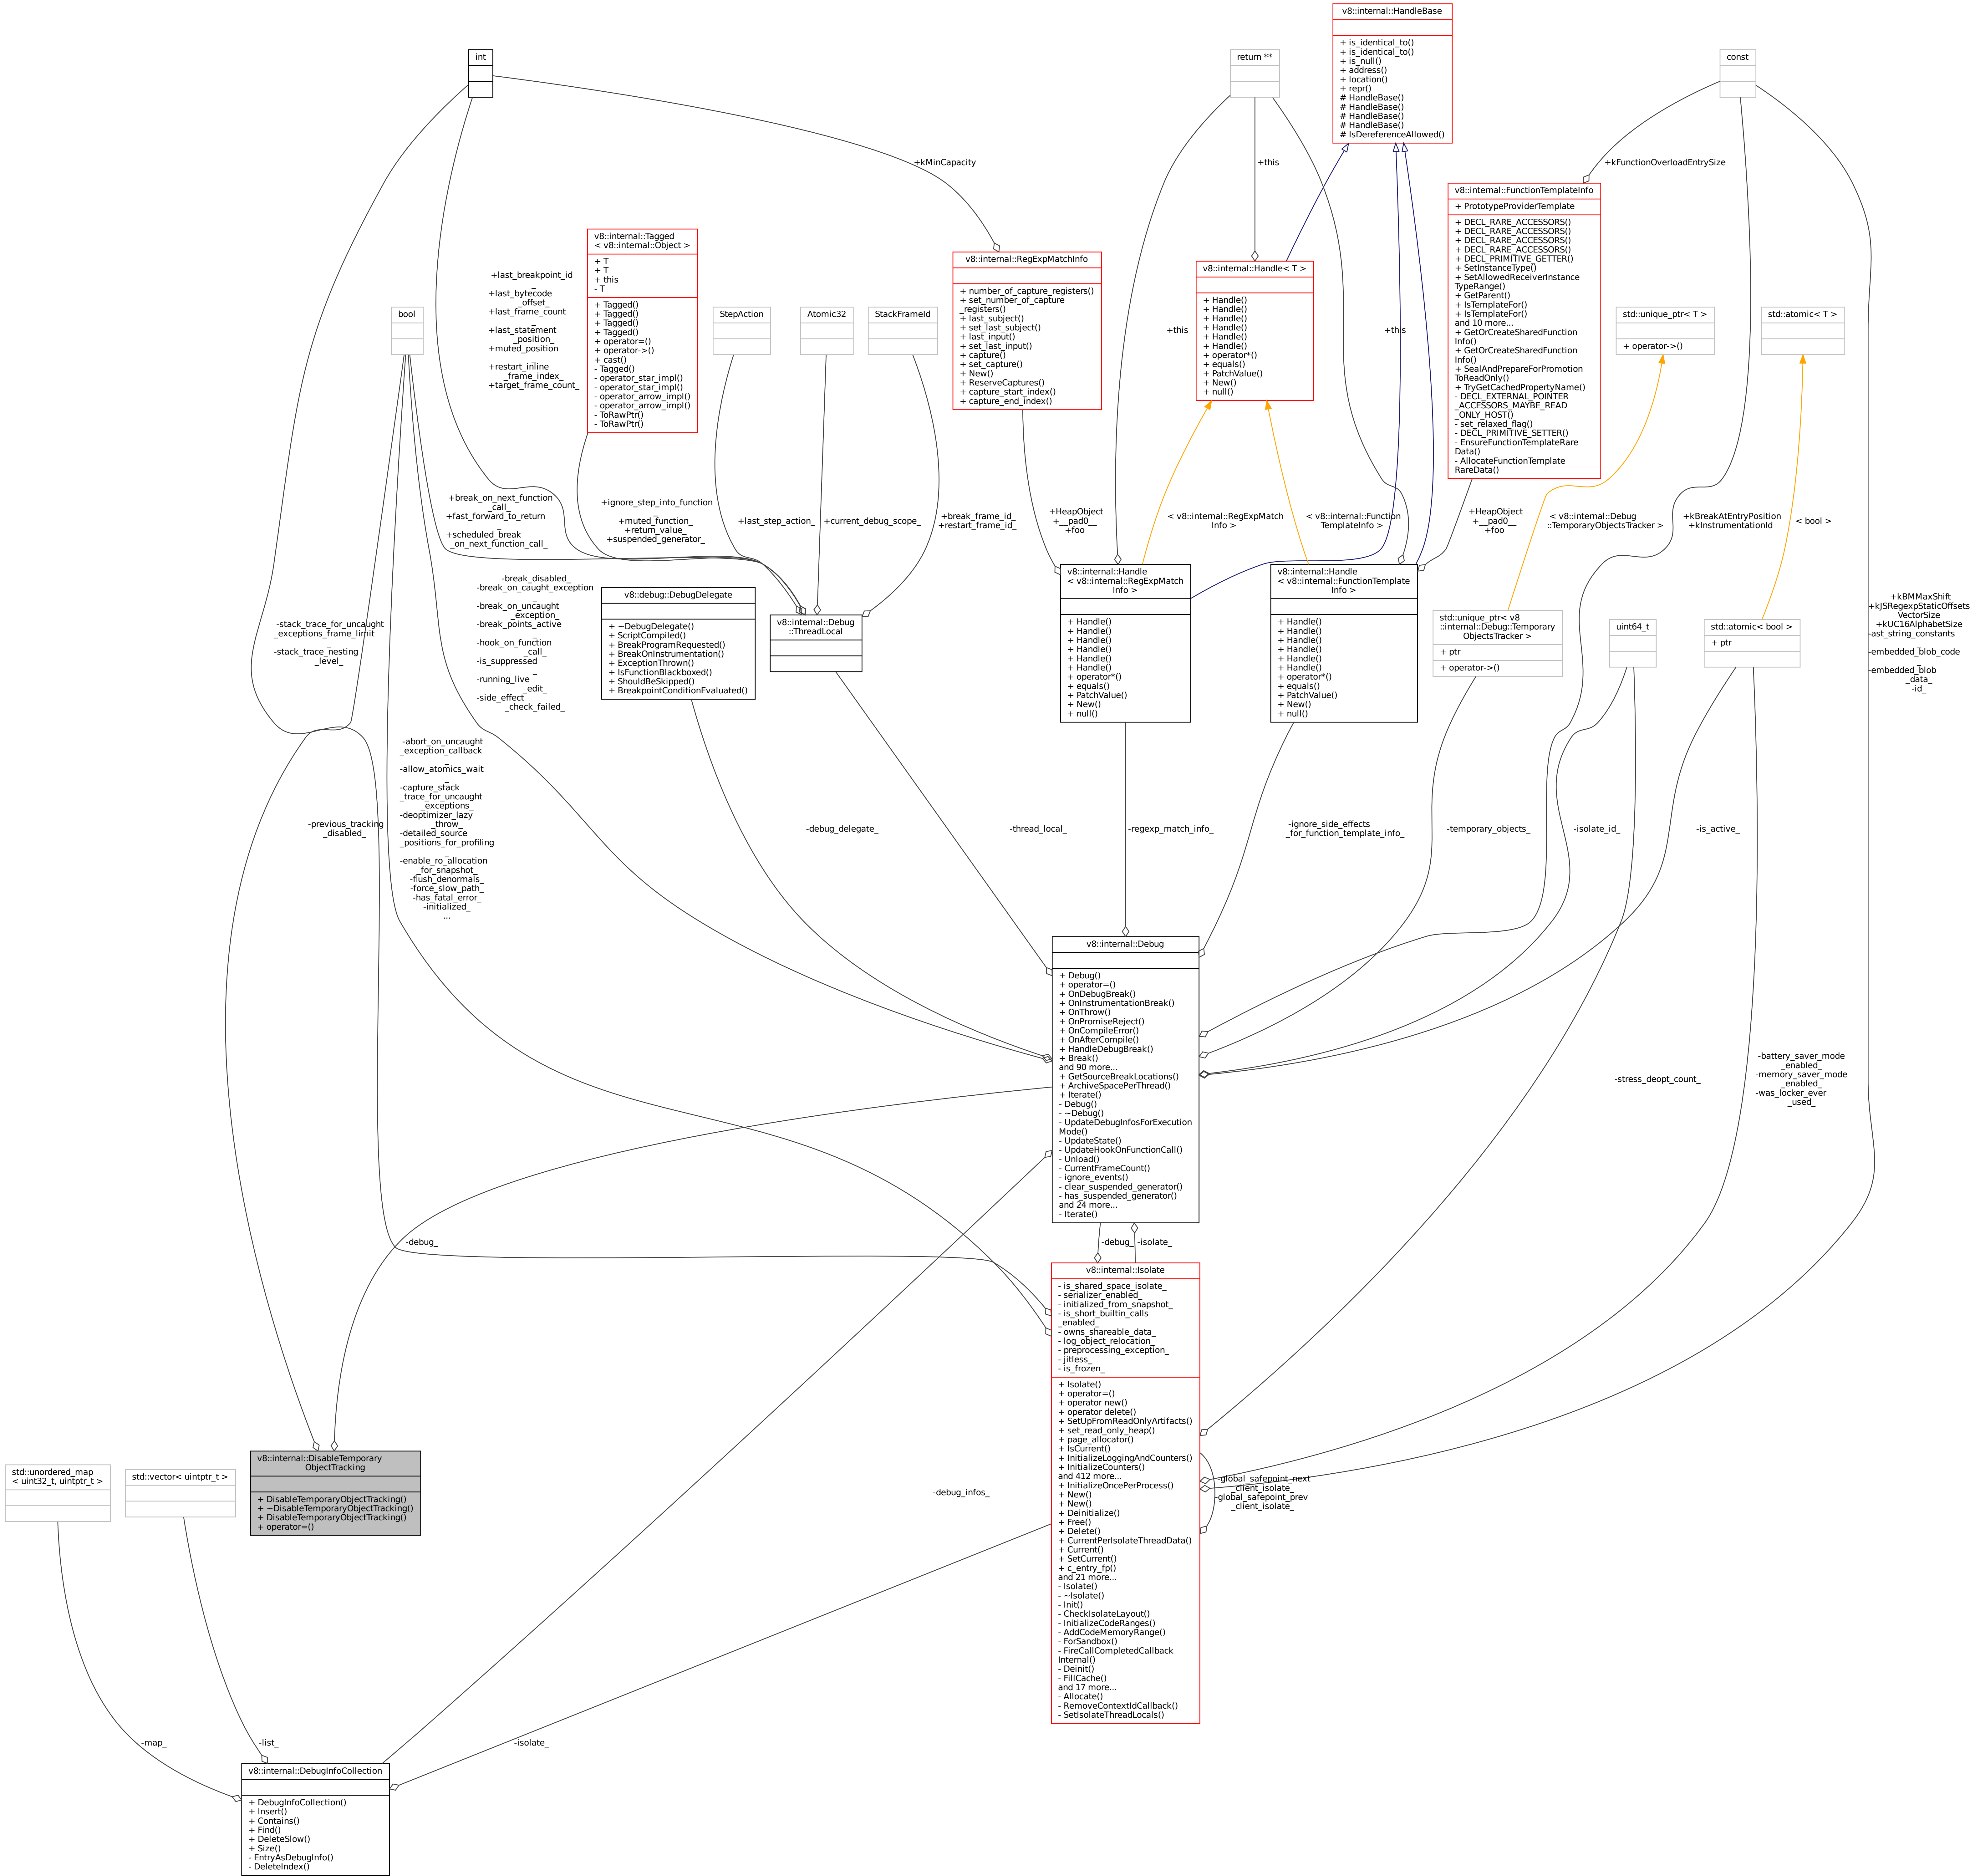 v8::internal::HandleBase
+ is_identical_to()
+ is_identical_to()
+ is_null()
+ address()
+ location()
+ repr()
# HandleBase()
# HandleBase()
# HandleBase()
# HandleBase()
# IsDereferenceAllowed()
int
return **
const
+kMinCapacity
+this
+kFunctionOverloadEntrySize
v8::internal::FunctionTemplateInfo
+ PrototypeProviderTemplate
+ DECL_RARE_ACCESSORS()
+ DECL_RARE_ACCESSORS()
+ DECL_RARE_ACCESSORS()
+ DECL_RARE_ACCESSORS()
+ DECL_PRIMITIVE_GETTER()
+ SetInstanceType()
+ SetAllowedReceiverInstance
TypeRange()
+ GetParent()
+ IsTemplateFor()
+ IsTemplateFor()
and 10 more...
+ GetOrCreateSharedFunction
Info()
+ GetOrCreateSharedFunction
Info()
+ SealAndPrepareForPromotion
ToReadOnly()
+ TryGetCachedPropertyName()
- DECL_EXTERNAL_POINTER
_ACCESSORS_MAYBE_READ
_ONLY_HOST()
- set_relaxed_flag()
- DECL_PRIMITIVE_SETTER()
- EnsureFunctionTemplateRare
Data()
- AllocateFunctionTemplate
RareData()
v8::internal::Tagged
< v8::internal::Object >
+ T
+ T
+ this
- T
+ Tagged()
+ Tagged()
+ Tagged()
+ Tagged()
+ operator=()
+ operator->()
+ cast()
- Tagged()
- operator_star_impl()
- operator_star_impl()
- operator_arrow_impl()
- operator_arrow_impl()
- ToRawPtr()
- ToRawPtr()
v8::internal::RegExpMatchInfo
+ number_of_capture_registers()
+ set_number_of_capture
_registers()
+ last_subject()
+ set_last_subject()
+ last_input()
+ set_last_input()
+ capture()
+ set_capture()
+ New()
+ ReserveCaptures()
+ capture_start_index()
+ capture_end_index()
v8::internal::Handle< T >
+ Handle()
+ Handle()
+ Handle()
+ Handle()
+ Handle()
+ Handle()
+ operator*()
+ equals()
+ PatchValue()
+ New()
+ null()
+last_breakpoint_id
_
+last_bytecode
_offset_
+last_frame_count
_
+last_statement
_position_
+muted_position
_
+restart_inline
_frame_index_
+target_frame_count_
bool
StepAction
Atomic32
StackFrameId
+this
+this
std::unique_ptr< T >
+ operator->()
std::atomic< T >
+break_on_next_function
_call_
+fast_forward_to_return
_
+scheduled_break
_on_next_function_call_
+ignore_step_into_function
_
+muted_function_
+return_value_
+suspended_generator_
+last_step_action_
+current_debug_scope_
+break_frame_id_
+restart_frame_id_
+HeapObject
+__pad0__
+foo
< v8::internal::RegExpMatch
Info >
< v8::internal::Function
TemplateInfo >
+HeapObject
+__pad0__
+foo
< v8::internal::Debug
::TemporaryObjectsTracker >
+kBreakAtEntryPosition
+kInstrumentationId
< bool >
-stack_trace_for_uncaught
_exceptions_frame_limit
_
-stack_trace_nesting
_level_
-break_disabled_
-break_on_caught_exception
_
-break_on_uncaught
_exception_
-break_points_active
_
-hook_on_function
_call_
-is_suppressed
_
-running_live
_edit_
-side_effect
_check_failed_
v8::debug::DebugDelegate
+ ~DebugDelegate()
+ ScriptCompiled()
+ BreakProgramRequested()
+ BreakOnInstrumentation()
+ ExceptionThrown()
+ IsFunctionBlackboxed()
+ ShouldBeSkipped()
+ BreakpointConditionEvaluated()
v8::internal::Debug
::ThreadLocal
v8::internal::Handle
< v8::internal::RegExpMatch
Info >
+ Handle()
+ Handle()
+ Handle()
+ Handle()
+ Handle()
+ Handle()
+ operator*()
+ equals()
+ PatchValue()
+ New()
+ null()
v8::internal::Handle
< v8::internal::FunctionTemplate
Info >
+ Handle()
+ Handle()
+ Handle()
+ Handle()
+ Handle()
+ Handle()
+ operator*()
+ equals()
+ PatchValue()
+ New()
+ null()
std::unique_ptr< v8
::internal::Debug::Temporary
ObjectsTracker >
+ ptr
+ operator->()
uint64_t
std::atomic< bool >
+ ptr
+kBMMaxShift
+kJSRegexpStaticOffsets
VectorSize
+kUC16AlphabetSize
-ast_string_constants
_
-embedded_blob_code
_
-embedded_blob
_data_
-id_
-abort_on_uncaught
_exception_callback
_
-allow_atomics_wait
_
-capture_stack
_trace_for_uncaught
_exceptions_
-deoptimizer_lazy
_throw_
-detailed_source
_positions_for_profiling
_
-enable_ro_allocation
_for_snapshot_
-flush_denormals_
-force_slow_path_
-has_fatal_error_
-initialized_
...
-previous_tracking
_disabled_
-debug_delegate_
-thread_local_
-regexp_match_info_
-ignore_side_effects
_for_function_template_info_
-temporary_objects_
-isolate_id_
-is_active_
v8::internal::Debug
+ Debug()
+ operator=()
+ OnDebugBreak()
+ OnInstrumentationBreak()
+ OnThrow()
+ OnPromiseReject()
+ OnCompileError()
+ OnAfterCompile()
+ HandleDebugBreak()
+ Break()
and 90 more...
+ GetSourceBreakLocations()
+ ArchiveSpacePerThread()
+ Iterate()
- Debug()
- ~Debug()
- UpdateDebugInfosForExecution
Mode()
- UpdateState()
- UpdateHookOnFunctionCall()
- Unload()
- CurrentFrameCount()
- ignore_events()
- clear_suspended_generator()
- has_suspended_generator()
and 24 more...
- Iterate()
-stress_deopt_count_
-battery_saver_mode
_enabled_
-memory_saver_mode
_enabled_
-was_locker_ever
_used_
-debug_
-debug_
-isolate_
v8::internal::Isolate
- is_shared_space_isolate_
- serializer_enabled_
- initialized_from_snapshot_
- is_short_builtin_calls
_enabled_
- owns_shareable_data_
- log_object_relocation_
- preprocessing_exception_
- jitless_
- is_frozen_
+ Isolate()
+ operator=()
+ operator new()
+ operator delete()
+ SetUpFromReadOnlyArtifacts()
+ set_read_only_heap()
+ page_allocator()
+ IsCurrent()
+ InitializeLoggingAndCounters()
+ InitializeCounters()
and 412 more...
+ InitializeOncePerProcess()
+ New()
+ New()
+ Deinitialize()
+ Free()
+ Delete()
+ CurrentPerIsolateThreadData()
+ Current()
+ SetCurrent()
+ c_entry_fp()
and 21 more...
- Isolate()
- ~Isolate()
- Init()
- CheckIsolateLayout()
- InitializeCodeRanges()
- AddCodeMemoryRange()
- ForSandbox()
- FireCallCompletedCallback
Internal()
- Deinit()
- FillCache()
and 17 more...
- Allocate()
- RemoveContextIdCallback()
- SetIsolateThreadLocals()
-global_safepoint_next
_client_isolate_
-global_safepoint_prev
_client_isolate_
std::unordered_map
< uint32_t, uintptr_t >
std::vector< uintptr_t >
v8::internal::DisableTemporary
ObjectTracking
+ DisableTemporaryObjectTracking()
+ ~DisableTemporaryObjectTracking()
+ DisableTemporaryObjectTracking()
+ operator=()
-debug_infos_
-map_
-list_
-isolate_
v8::internal::DebugInfoCollection
+ DebugInfoCollection()
+ Insert()
+ Contains()
+ Find()
+ DeleteSlow()
+ Size()
- EntryAsDebugInfo()
- DeleteIndex()